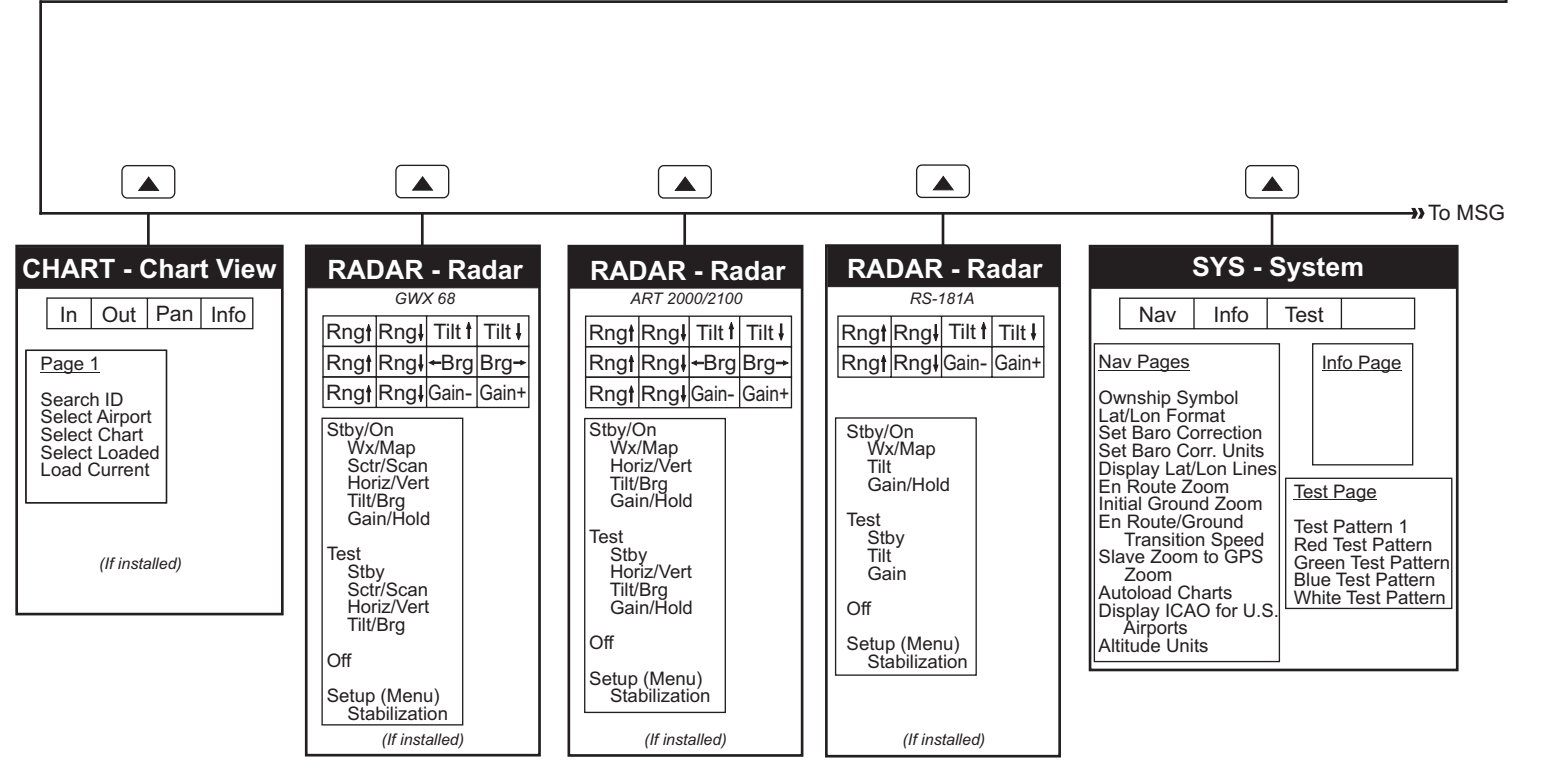 To MSG
CHART - Chart View
In Out Pan Info
Page 1
Search ID
Select Airport
Select Chart
Select Loaded
Load Current
(If installed)
RADAR - Radar
GWX 68
Rng↑ Rng↓ Tilt↑ Tilt↓
Rng↑ Rng↓ ←Brg Brg→
Rng↑ Rng↓ Gain- Gain+
Stby/On
Wx/Map
Sctr/Scan
Horiz/Vert
Tilt/Brg
Gain/Hold
Test
Stby
Sctr/Scan
Horiz/Vert
Tilt/Brg
Off
Setup (Menu)
Stabilization
(If installed)
RADAR - Radar
ART 2000/2100
Rng↑ Rng↓ Tilt↑ Tilt↓
Rng↑ Rng↓ ←Brg Brg→
Rng↑ Rng↓ Gain- Gain+
Stby/On
Wx/Map
Horiz/Vert
Tilt/Brg
Gain/Hold
Test
Stby
Horiz/Vert
Tilt/Brg
Gain/Hold
Off
Setup (Menu)
Stabilization
(If installed)
RADAR - Radar
RS-181A
Rng↑ Rng↓ Tilt↑ Tilt↓
Rng↑ Rng↓ Gain- Gain+
Stby/On
Wx/Map
Tilt
Gain/Hold
Test
Stby
Tilt
Gain
Off
Setup (Menu)
Stabilization
(If installed)
SYS - System
Nav Info Test
Nav Pages
Ownship Symbol
Lat/Lon Format
Set Baro Correction
Set Baro Corr. Units
Display Lat/Lon Lines
En Route Zoom
Initial Ground Zoom
En Route/Ground
Transition Speed
Slave Zoom to GPS
Zoom
Autoload Charts
Display ICAO for U.S.
Airports
Altitude Units
Info Page
Test Page
Test Pattern 1
Red Test Pattern
Green Test Pattern
Blue Test Pattern
White Test Pattern